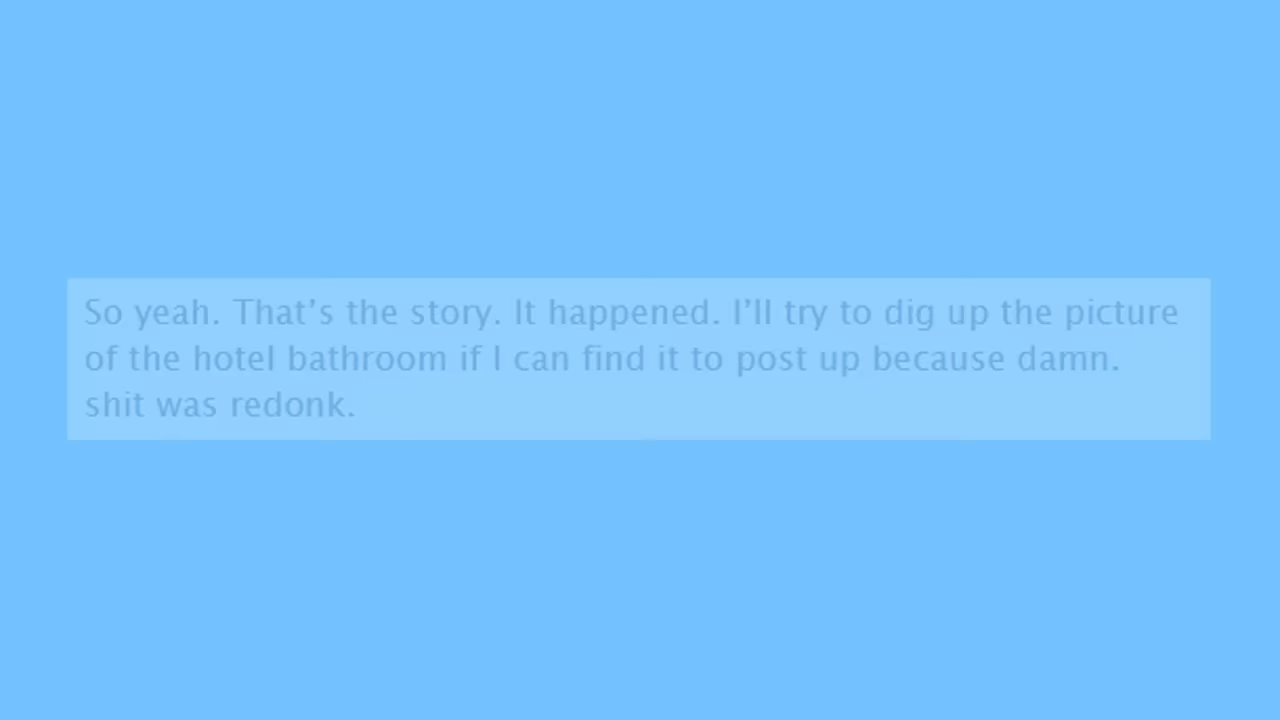 So yeah. That’s the story. It happened. I’ll try to dig up the picture
of the hotel bathroom if I can find it to post up because damn.
shit was redonk.